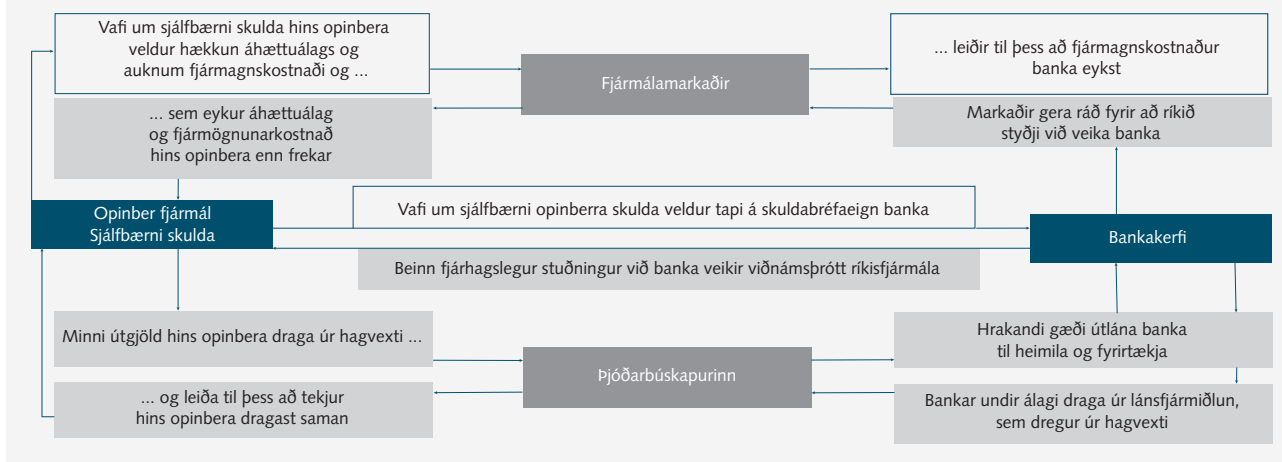 Vafi um sjálfbærni skulda hins opinbera
veldur hækkun áhættuálags og
auknum fjármagnskostnaði og ...
Fjármálamarkaðir
... leiðir til þess að fjármagnskostnaður
banka eykst
... sem eykur áhættuálag
og fjármögnunarkostnað
hins opinbera enn frekar
Markaðir gera ráð fyrir að ríkið
styðji við veika banka
Opinber fjármál
Sjálfbærni skulda
Vafi um sjálfbærni opinberra skulda veldur tapi á skuldabréfaeign banka
Bankakerfi
Beinn fjárhagslegur stuðningur við banka veikir viðnámsþrótt ríkisfjármála
Minni útgjöld hins opinbera draga úr hagvexti ...
Þjóðarbúskapurinn
Hrakandi gæði útlána banka
til heimila og fyrirtækja
... og leiða til þess að tekjur
hins opinbera dragast saman
Bankar undir álagi draga úr lánsfjármiðlun,
sem dregur úr hagvexti